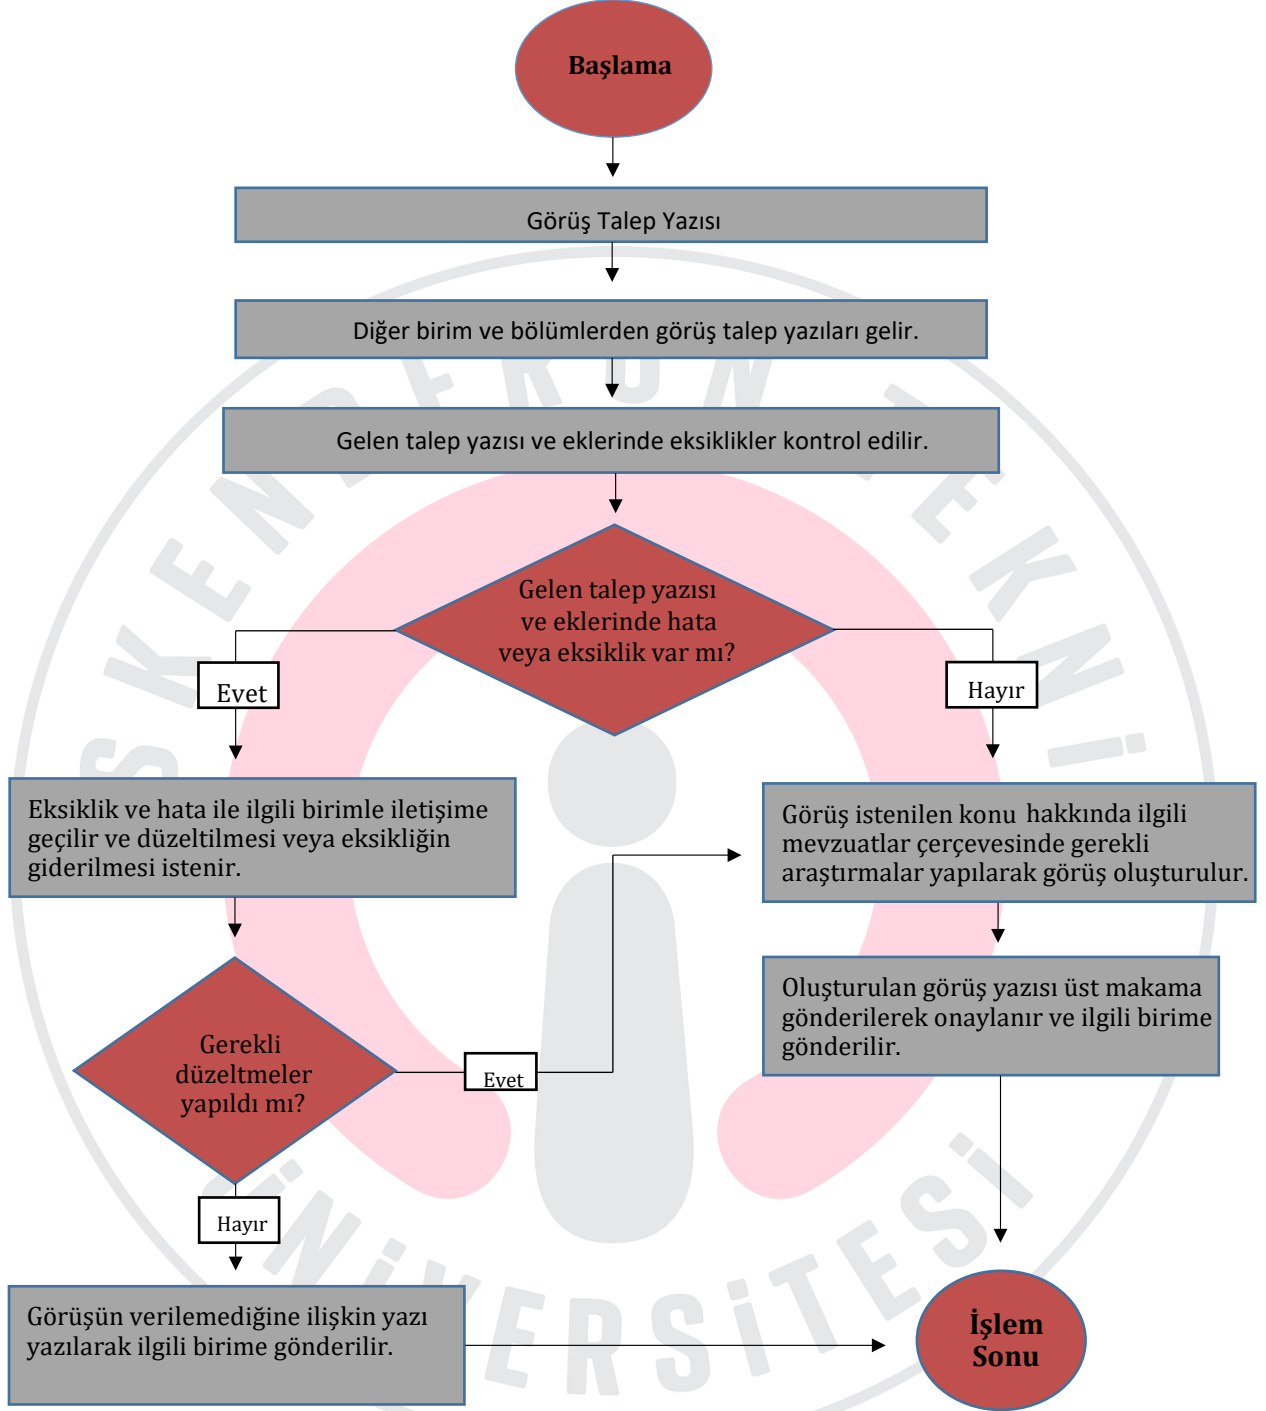 Başlama
Görüş Talep Yazısı
Diğer birim ve bölümlerden görüş talep yazıları gelir.
Gelen talep yazısı ve eklerinde eksiklikler kontrol edilir.
Gelen talep yazısı
ve eklerinde hata
veya eksiklik var mı?
Evet
Hayır
Eksiklik ve hata ile ilgili birimle iletişime
geçilir ve düzeltilmesi veya eksikliğin
giderilmesi istenir.
Görüş istenilen konu hakkında ilgili
mevzuatlar çerçevesinde gerekli
araştırmalar yapılarak görüş oluşturulur.
Gerekli
düzeltmeler
yapıldı mı?
Evet
Oluşturulan görüş yazısı üst makama
gönderilerek onaylanır ve ilgili birime
gönderilir.
Hayır
Görüşün verilemediğine ilişkin yazı
yazılarak ilgili birime gönderilir.
İşlem
Sonu